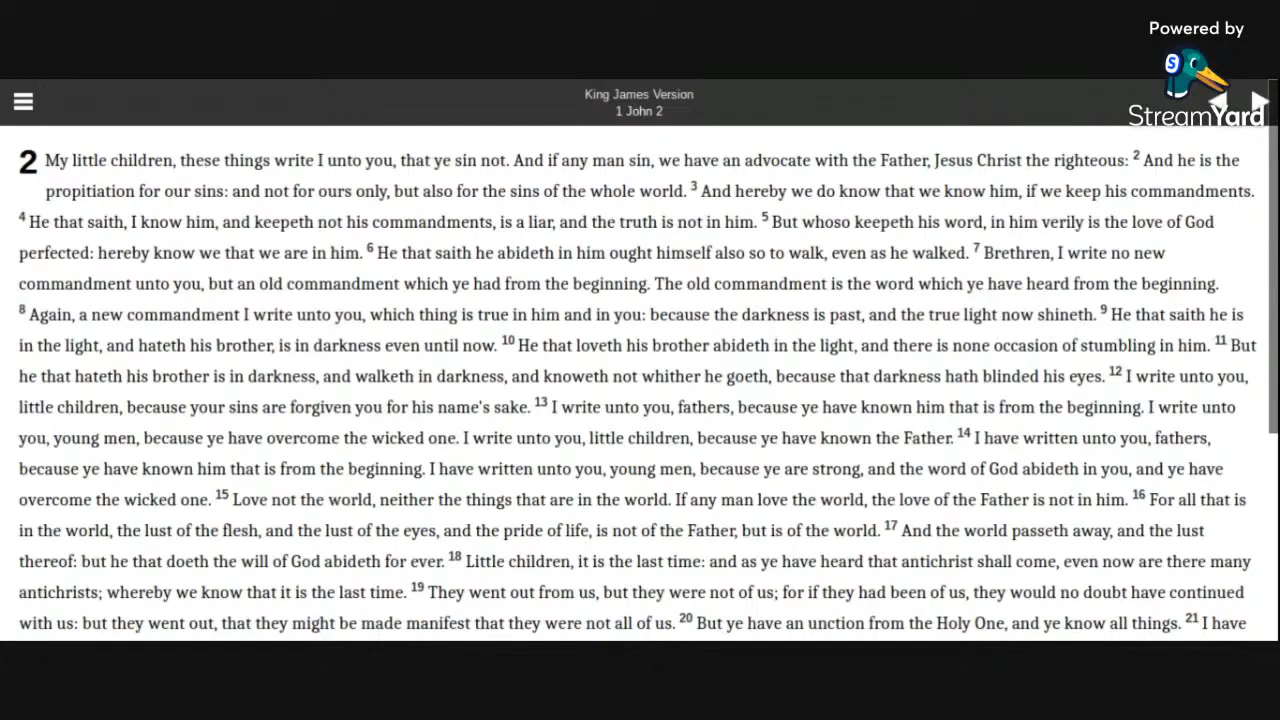 Powered by
StreamYard
King James Version
1 John 2
2 My little children, these things write I unto you, that ye sin not. And if any man sin, we have an advocate with the Father, Jesus Christ the righteous: 2 And he is the
propitiation for our sins: and not for ours only, but also for the sins of the whole world. 3 And hereby we do know that we know him, if we keep his commandments.
4 He that saith, I know him, and keepeth not his commandments, is a liar, and the truth is not in him. 5 But whoso keepeth his word, in him verily is the love of God
perfected: hereby know we that we are in him. 6 He that saith he abideth in him ought himself also so to walk, even as he walked. 7 Brethren, I write no new
commandment unto you, but an old commandment which ye had from the beginning. The old commandment is the word which ye have heard from the beginning.
8 Again, a new commandment I write unto you, which thing is true in him and in you: because the darkness is past, and the true light now shineth. 9 He that saith he is
in the light, and hateth his brother, is in darkness even until now. 10 He that loveth his brother abideth in the light, and there is none occasion of stumbling in him. 11 But
he that hateth his brother is in darkness, and walketh in darkness, and knoweth not whither he goeth, because that darkness hath blinded his eyes. 12 I write unto you,
little children, because your sins are forgiven you for his name's sake. 13 I write unto you, fathers, because ye have known him that is from the beginning. I write unto
you, young men, because ye have overcome the wicked one. I write unto you, little children, because ye have known the Father. 14 I have written unto you, fathers,
because ye have known him that is from the beginning. I have written unto you, young men, because ye are strong, and the word of God abideth in you, and ye have
overcome the wicked one. 15 Love not the world, neither the things that are in the world. If any man love the world, the love of the Father is not in him. 16 For all that is
in the world, the lust of the flesh, and the lust of the eyes, and the pride of life, is not of the Father, but is of the world. 17 And the world passeth away, and the lust
thereof: but he that doeth the will of God abideth for ever. 18 Little children, it is the last time: and as ye have heard that antichrist shall come, even now are there many
antichrists; whereby we know that it is the last time. 19 They went out from us, but they were not of us; for if they had been of us, they would no doubt have continued
with us: but they went out, that they might be made manifest that they were not all of us. 20 But ye have an unction from the Holy One, and ye know all things. 21 I have